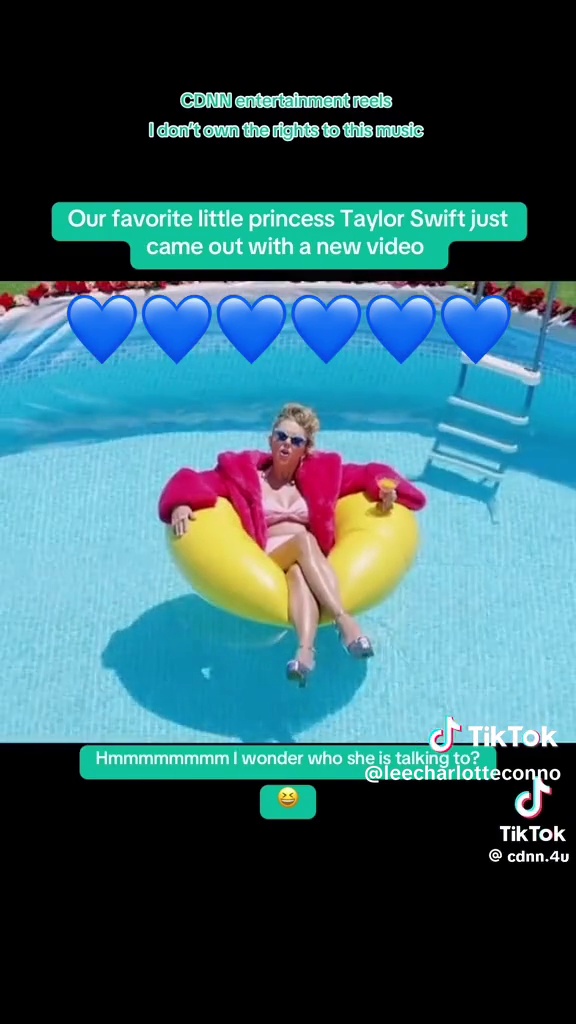 CDNN entertainment reels
I don't own the rights to this music
Our favorite little princess Taylor Swift just
came out with a new video
TikTok
Hmmmmmmmm I wonder who she is talking to?
@leecharlotteconno
TikTok
@ cdnn.4u